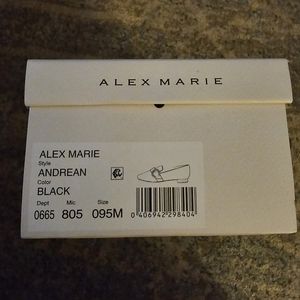 ALEX MARIE
ALEX MARIE
Style
ANDREAN
Color
BLACK
Dept Mic Size
0665 805 095M
0 406942 298404